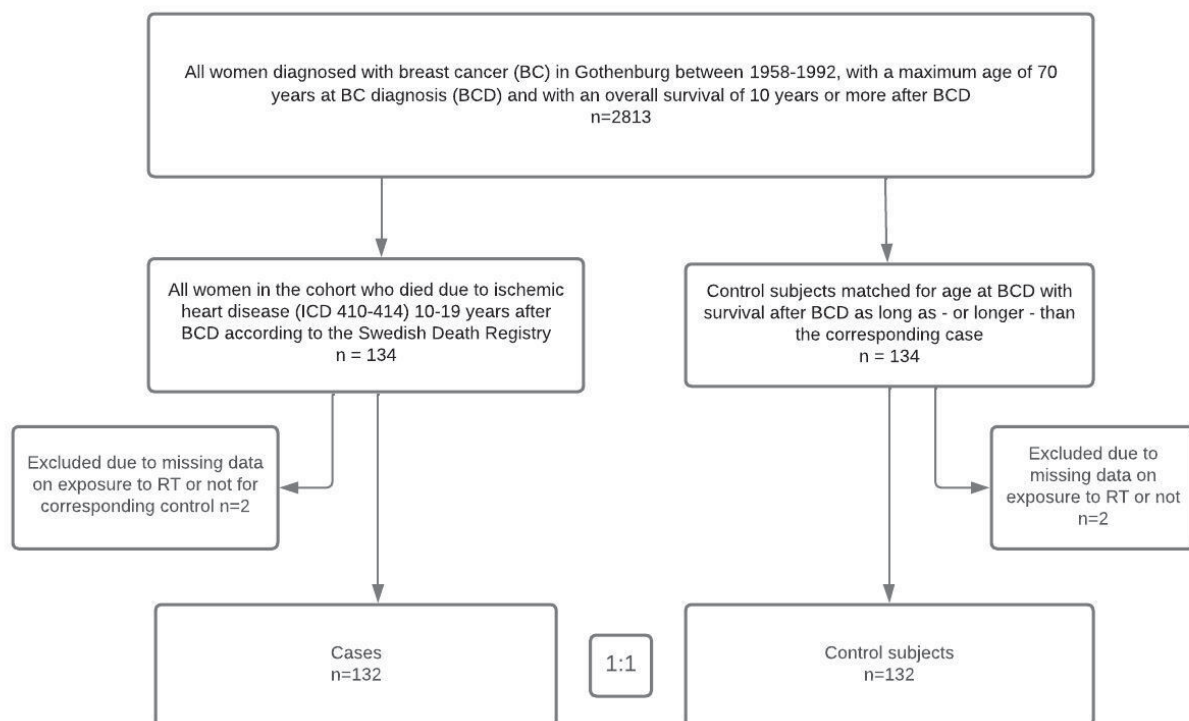 All women diagnosed with breast cancer (BC) in Gothenburg between 1958-1992, with a maximum age of 70
years at BC diagnosis (BCD) and with an overall survival of 10 years or more after BCD
n=2813
All women in the cohort who died due to ischemic
heart disease (ICD 410-414) 10-19 years after
BCD according to the Swedish Death Registry
n = 134
Control subjects matched for age at BCD with
survival after BCD as long as - or longer - than
the corresponding case
n = 134
Excluded due to missing data
on exposure to RT or not for
corresponding control n=2
Excluded due to
missing data on
exposure to RT or not
n=2
Cases
n=132
1:1
Control subjects
n=132